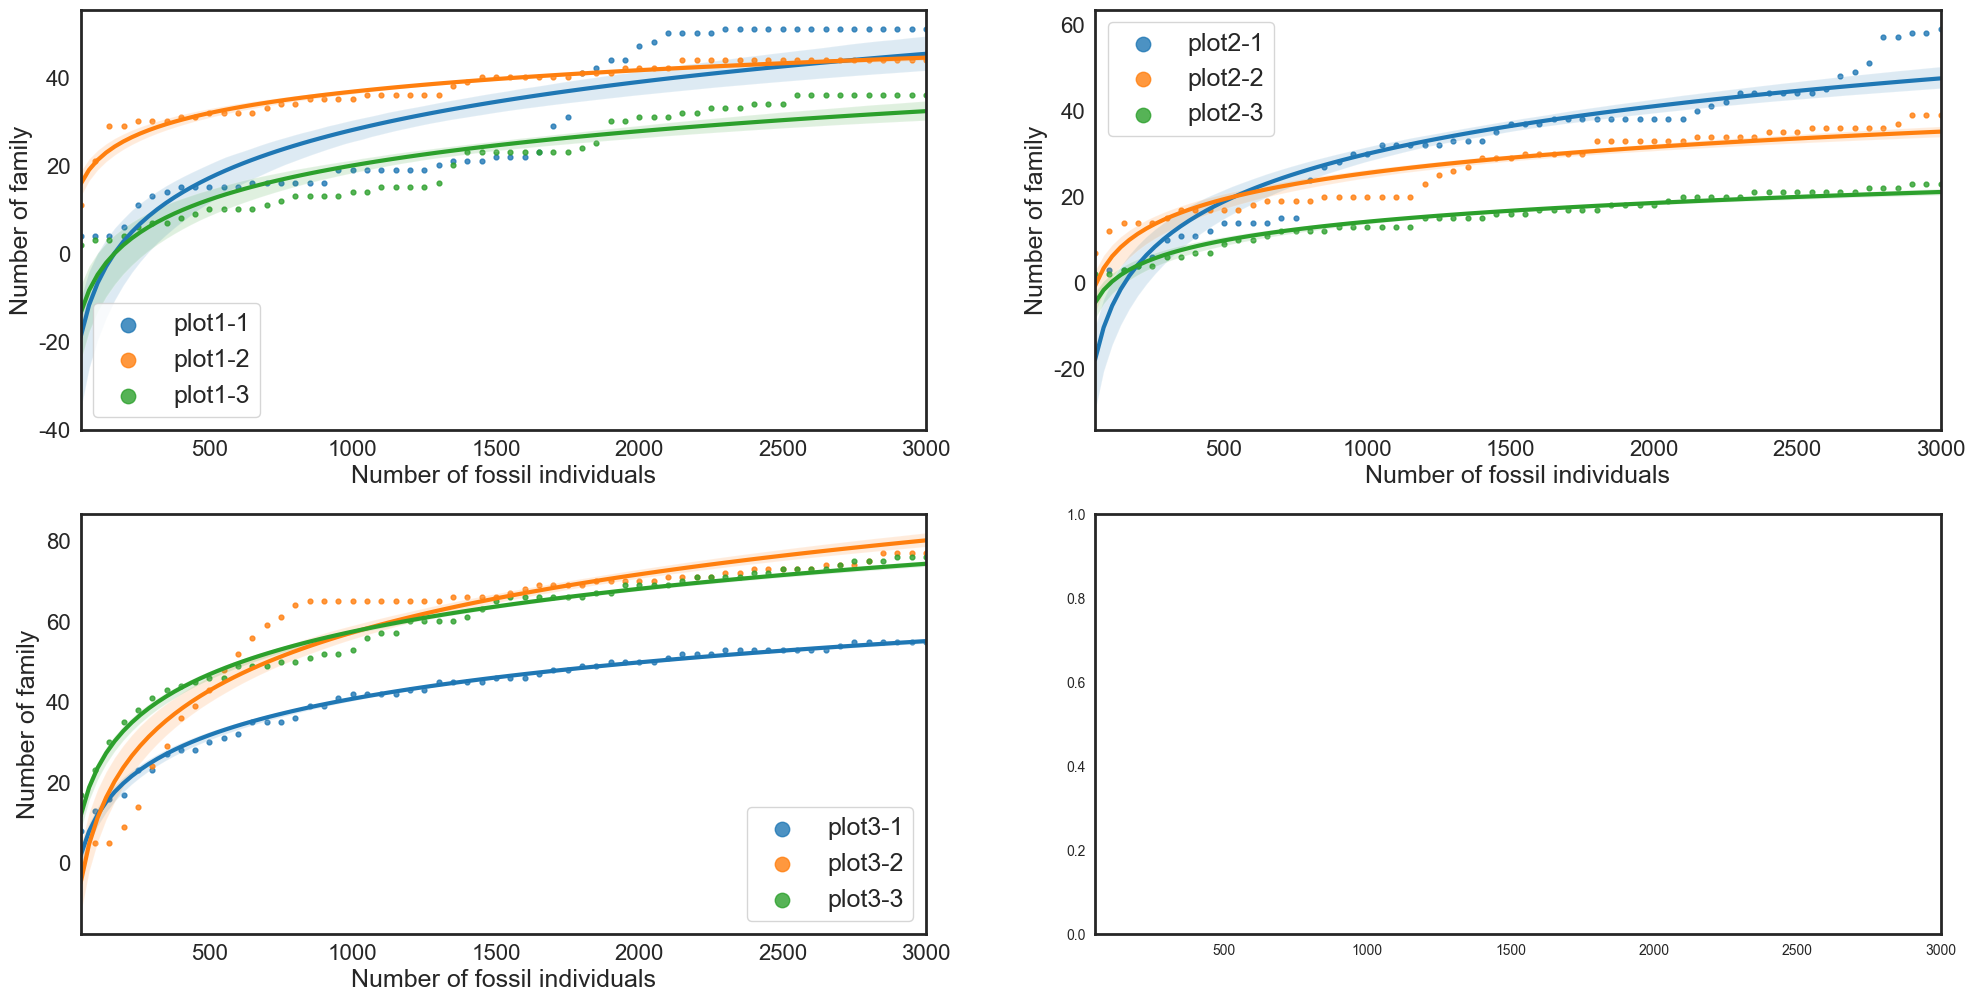 Number of family
40
20
0
-20
-40
plot1-1
plot1-2
plot1-3
500 1000 1500 2000 2500 3000
Number of fossil individuals
Number of family
60
40
20
0
-20
plot2-1
plot2-2
plot2-3
500 1000 1500 2000 2500 3000
Number of fossil individuals
Number of family
80
60
40
20
0
plot3-1
plot3-2
plot3-3
500 1000 1500 2000 2500 3000
Number of fossil individuals
1.0
0.8
0.6
0.4
0.2
0.0
500 1000 1500 2000 2500 3000